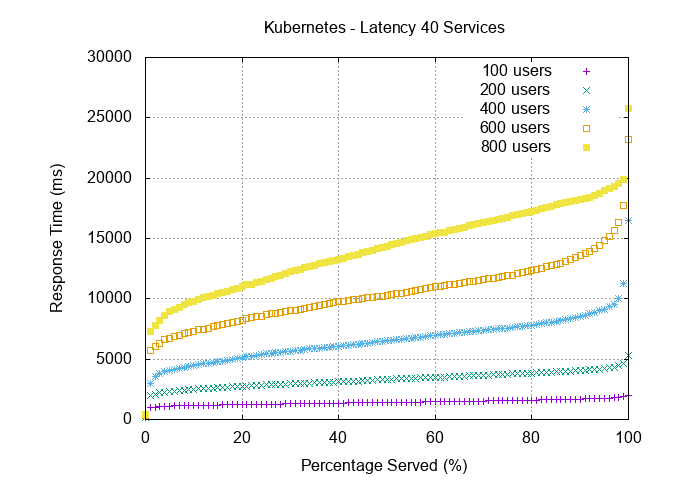 Kubernetes - Latency 40 Services
30000
25000
20000
15000
10000
5000
0
Response Time (ms)
100 users
200 users
400 users
600 users
800 users
0 20 40 60 80 100
Percentage Served (%)